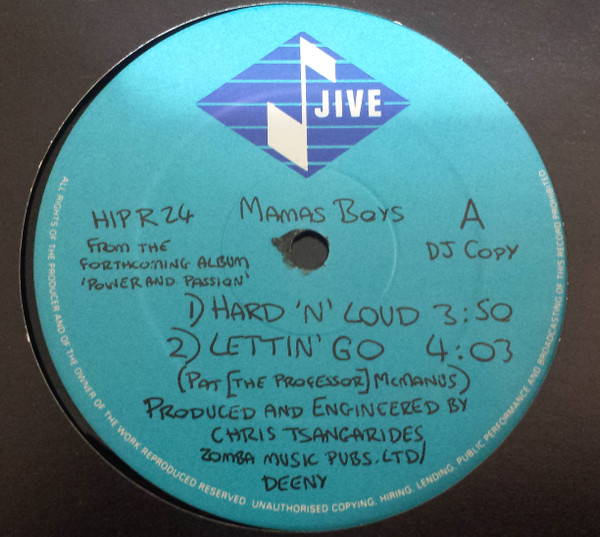 JIVE
HIP R 24
MAMAS BOYS
A
DJ COPY
FROM THE
FORTHCOMING ALBUM
'POWER AND PASSION'
1) HARD 'N' LOUD 3:50
2) LETTIN' GO 4:03
(PAT [THE PROFESSOR] MCMANUS)
PRODUCED AND ENGINEERED BY
CHRIS TSANGARIDES
ZOMBA MUSIC PUBS. LTD/
DEENY
ALL RIGHTS OF THE PRODUCER AND OF THE OWNER OF THE WORK REPRODUCED RESERVED. UNAUTHORISED COPYING, HIRING, LENDING, PUBLIC PERFORMANCE AND BROADCASTING OF THIS RECORD PROHIBITED.